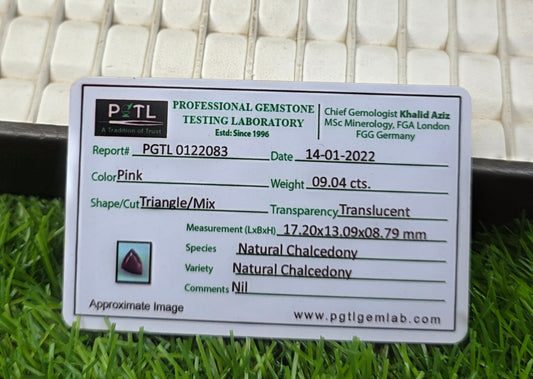 PGTL
A Tradition of Trust
PROFESSIONAL GEMSTONE
TESTING LABORATORY
Estd: Since 1996
Chief Gemologist Khalid Aziz
MSc Minerology, FGA London
FGG Germany
Report# PGTL 0122083 Date 14-01-2022
Color Pink Weight 09.04 cts.
Shape/Cut Triangle/Mix Transparency Translucent
Measurement (LxBxH) 17.20x13.09x08.79 mm
Species Natural Chalcedony
Variety Natural Chalcedony
Comments Nil
Approximate Image
www.pgtlgemlab.com